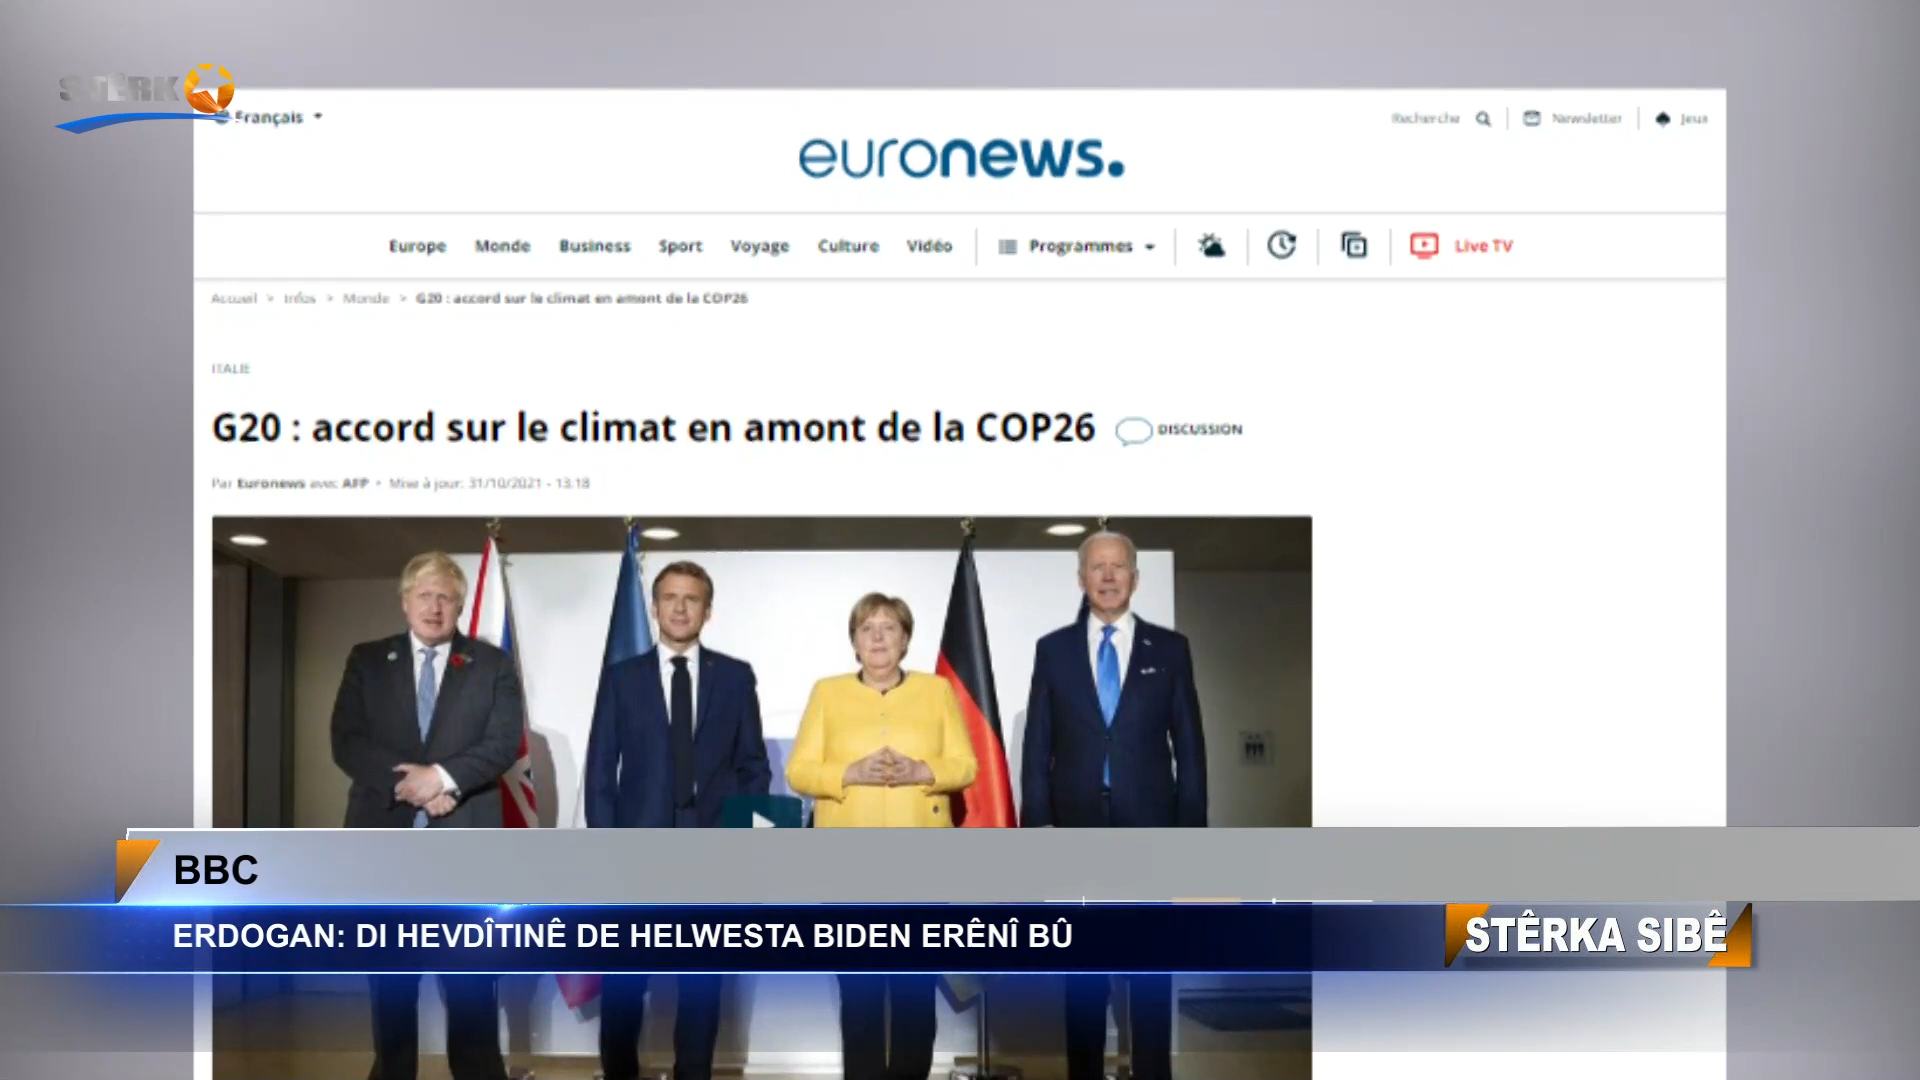 STÊRK
Français
Recherche
Newsletter
Jeux
euronews.
Europe Monde Business Sport Voyage Culture Vidéo Programmes Live TV
Accueil > Infos > Monde > G20 : accord sur le climat en amont de la COP26
ITALIE
G20 : accord sur le climat en amont de la COP26
DISCUSSION
Par Euronews avec AFP • Mise à jour: 31/10/2021 - 13:18
BBC
ERDOGAN: DI HEVDÎTINÊ DE HELWESTA BIDEN ERÊNÎ BÛ
STÊRKA SIBÊ